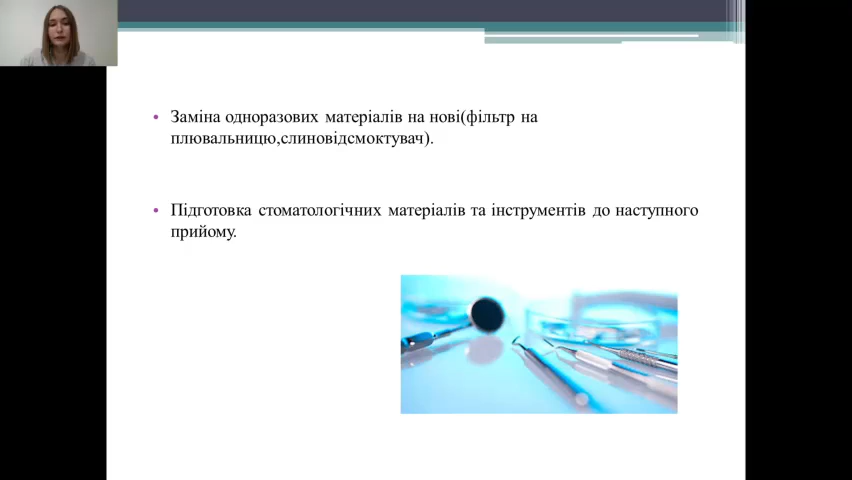 Заміна одноразових матеріалів на нові(фільтр на
плювальницю,слиновідсмоктувач).
Підготовка стоматологічних матеріалів та інструментів до наступного
прийому.